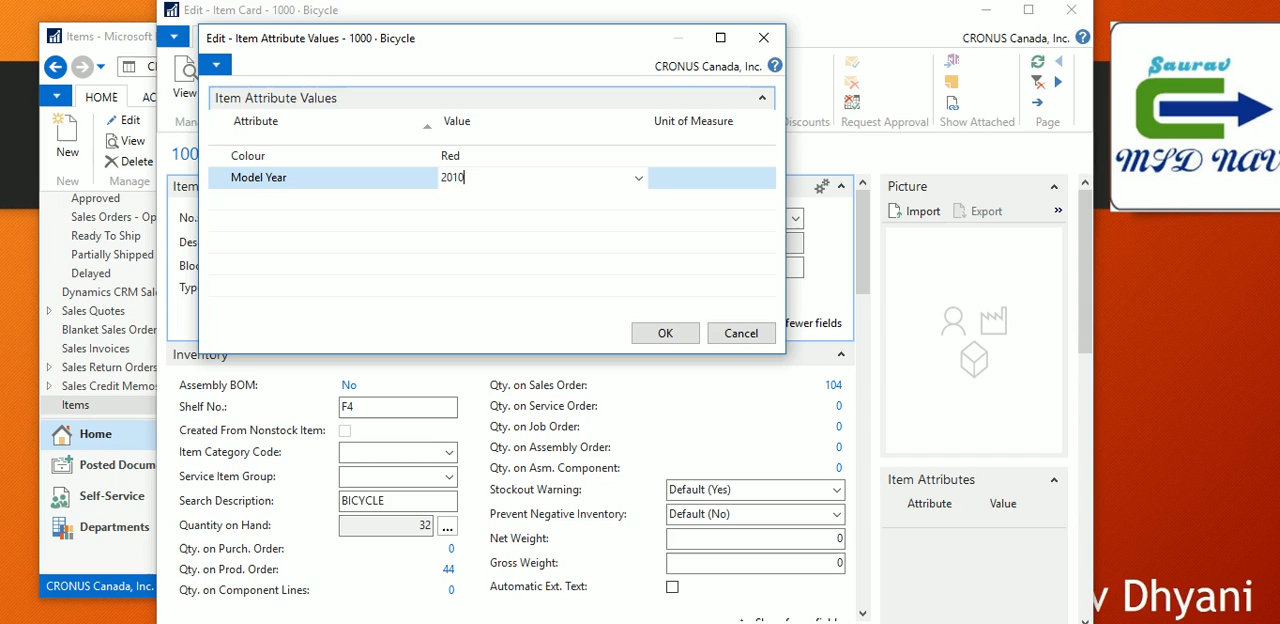 Edit - Item Card - 1000 · Bicycle
Items - Microsoft
Edit - Item Attribute Values - 1000 · Bicycle
CRONUS Canada, Inc.
CRONUS Canada, Inc.
HOME
New
Edit
View
Delete
New
Manage
View
Discounts
Request Approval
Show Attached
Page
Item Attribute Values
Attribute Value Unit of Measure
Colour Red
Model Year 2010
OK Cancel
fewer fields
Approved
Sales Orders - Op
Ready To Ship
Partially Shipped
Delayed
Dynamics CRM Sal
Sales Quotes
Blanket Sales Order
Sales Invoices
Sales Return Orders
Sales Credit Memos
Items
Home
Posted Docum
Self-Service
Departments
CRONUS Canada, Inc.
No.:
Inventory
Assembly BOM: No
Shelf No.: F4
Created From Nonstock Item:
Item Category Code:
Service Item Group:
Search Description: BICYCLE
Quantity on Hand: 32 ...
Qty. on Purch. Order: 0
Qty. on Prod. Order: 44
Qty. on Component Lines: 0
Qty. on Sales Order: 104
Qty. on Service Order: 0
Qty. on Job Order: 0
Qty. on Assembly Order: 0
Qty. on Asm. Component: 0
Stockout Warning: Default (Yes)
Prevent Negative Inventory: Default (No)
Net Weight: 0
Gross Weight: 0
Automatic Ext. Text:
Picture
Import Export
Item Attributes
Attribute Value
Saurav
MSD NAV
v Dhyani